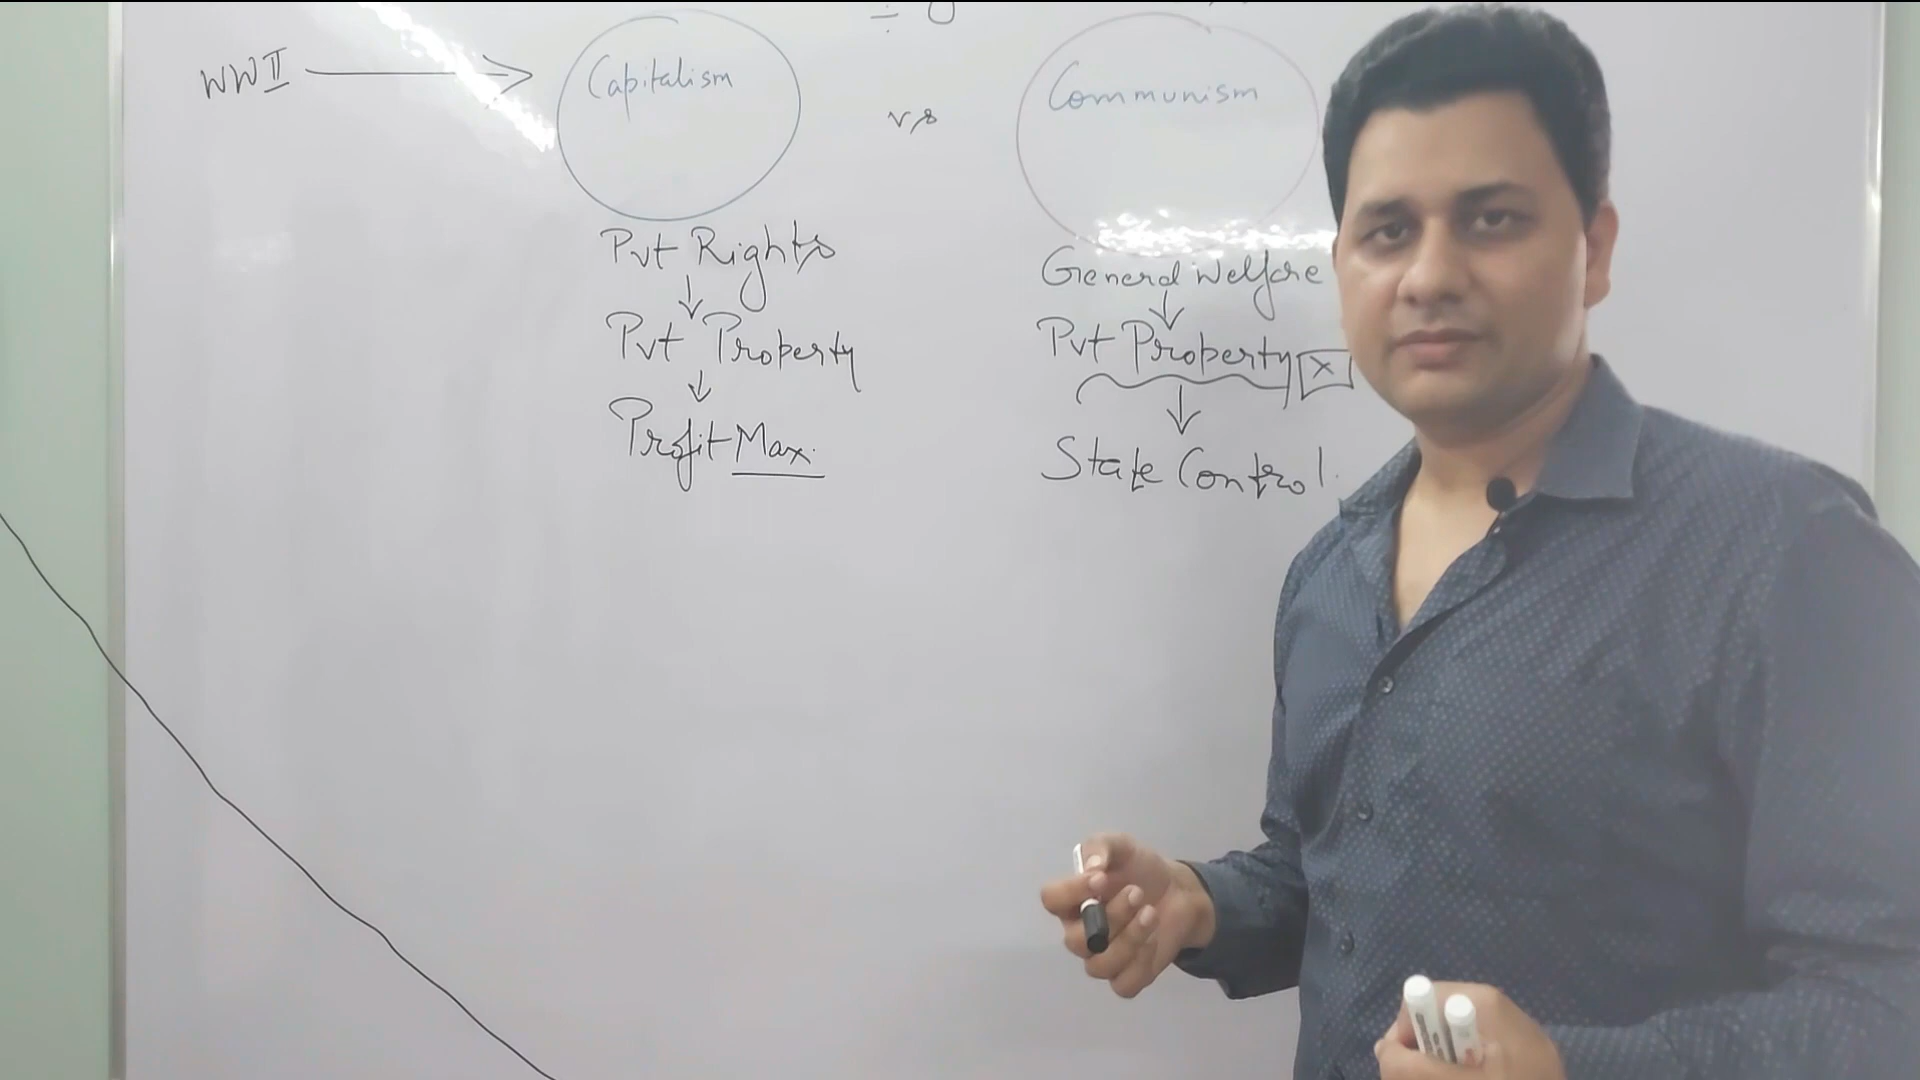 WW II
Capitalism
vs
Communism
Pvt Rights
Pvt Property
Profit Max.
General Welfare
Pvt Property x
State Control.